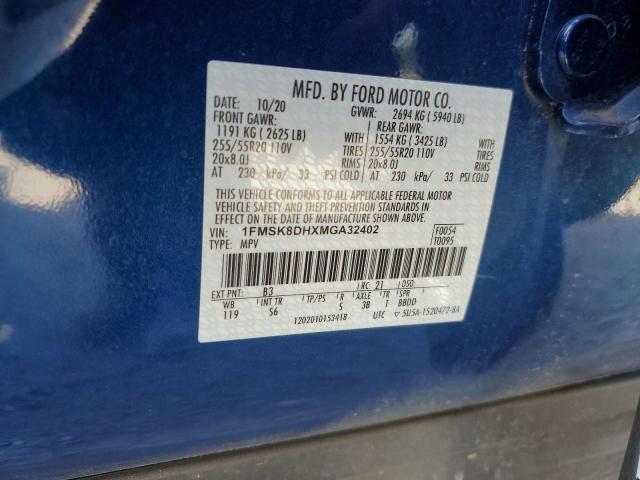 MFD. BY FORD MOTOR CO.
DATE: 10/20 GVWR: 2694 KG ( 5940 LB)
FRONT GAWR: REAR GAWR:
1191 KG ( 2625 LB) WITH 1554 KG ( 3425 LB) WITH
255/55R20 110V TIRES 255/55R20 110V TIRES
20x8.0J RIMS 20x8.0J RIMS
AT 230 kPa/ 33 PSI COLD AT 230 kPa/ 33 PSI COLD
THIS VEHICLE CONFORMS TO ALL APPLICABLE FEDERAL MOTOR
VEHICLE SAFETY AND THEFT PREVENTION STANDARDS IN
EFFECT ON THE DATE OF MANUFACTURE SHOWN ABOVE.
VIN: 1FMSK8DHXMGA32402 F0054
TYPE: MPV T0095
EXT PNT: B3 RC: 21 DSO:
WB INT TR TP/PS R AXLE TR SPR
119 S6 5 3B 1 BBDD
1202010153418 UTC ▽ 5U5A-1520472-BA